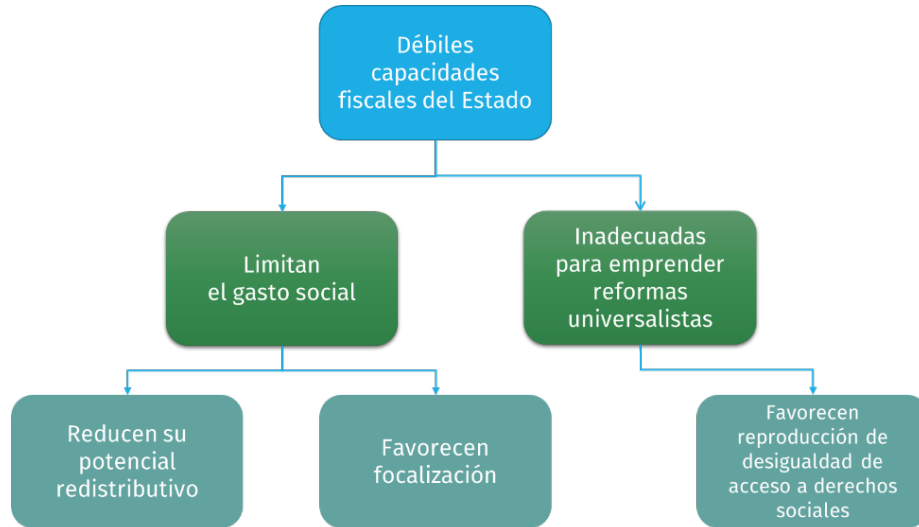 Débiles
capacidades
fiscales del Estado
Limitan
el gasto social
Inadecuadas
para emprender
reformas
universalistas
Reducen su
potencial
redistributivo
Favorecen
focalización
Favorecen
reproducción de
desigualdad de
acceso a derechos
sociales